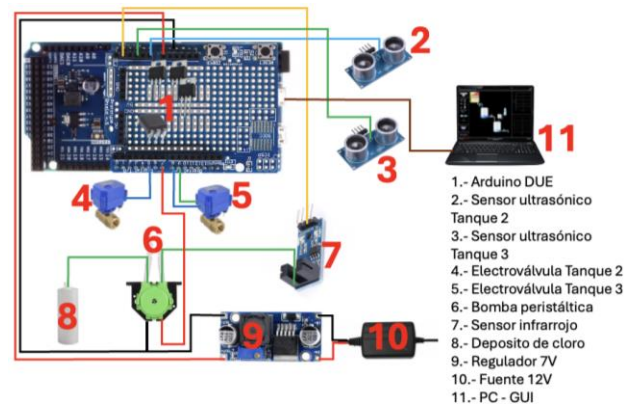 1
2
3
4
5
6
7
8
9
10
11
1.- Arduino DUE
2.- Sensor ultrasónico
Tanque 2
3.- Sensor ultrasónico
Tanque 3
4.- Electroválvula Tanque 2
5.- Electroválvula Tanque 3
6.- Bomba peristáltica
7.- Sensor infrarrojo
8.- Deposito de cloro
9.- Regulador 7V
10.- Fuente 12V
11.- PC - GUI